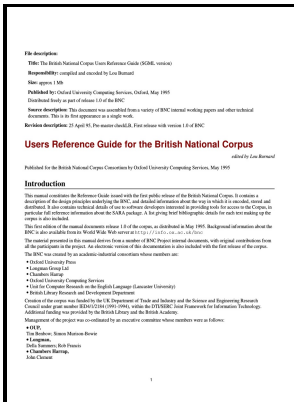 File description:
Title: The British National Corpus Users Reference Guide (SGML version)
Responsibility: compiled and encoded by Lou Burnard
Size: approx 1 Mb
Published by: Oxford University Computing Services, Oxford, May 1995
Distributed freely as part of release 1.0 of the BNC
Source description: This document was assembled from a variety of BNC internal working papers and other technical
documents. This is its first appearance as a single work.
Revision description: 25 April 95, Pre-master check LB, First release with version 1.0 of BNC
Users Reference Guide for the British National Corpus
edited by Lou Burnard
Published for the British National Corpus Consortium by Oxford University Computing Services, May 1995
Introduction
This manual constitutes the Reference Guide issued with the first public release of the British National Corpus. It contains a
description of the design principles underlying the BNC, and detailed information about the way in which it is encoded, stored and
distributed. It also contains technical details of use to software developers interested in providing tools for access to the Corpus, in
particular full reference information about the SARA package. A list giving brief bibliographic details for each text making up the
corpus is also included.
This first edition of the manual documents release 1.0 of the corpus, as distributed in May 1995. Background information about the
BNC is also available from its World Wide Web server at http://info.ox.ac.uk/bnc
The material presented in this manual derives from a number of BNC Project internal documents, with original contributions from
all the participants in the project. An electronic version of this documentation is also included with the first release of the corpus.
The BNC was created by an academic-industrial consortium whose members are:
• Oxford University Press
• Longman Group Ltd
• Chambers Harrap
• Oxford University Computing Services
• Unit for Computer Research on the English Language (Lancaster University)
• British Library Research and Development Department
Creation of the corpus was funded by the UK Department of Trade and Industry and the Science and Engineering Research
Council under grant number IED4/1/2184 (1991-1994), within the DTI/SERC Joint Framework for Information Technology.
Additional funding was provided by the British Library and the British Academy.
Management of the project was co-ordinated by an executive committee whose members were as follows:
• OUP,
Tim Benbow; Simon Murison-Bowie
• Longman,
Della Summers; Rob Francis
• Chambers Harrap,
John Clement
1